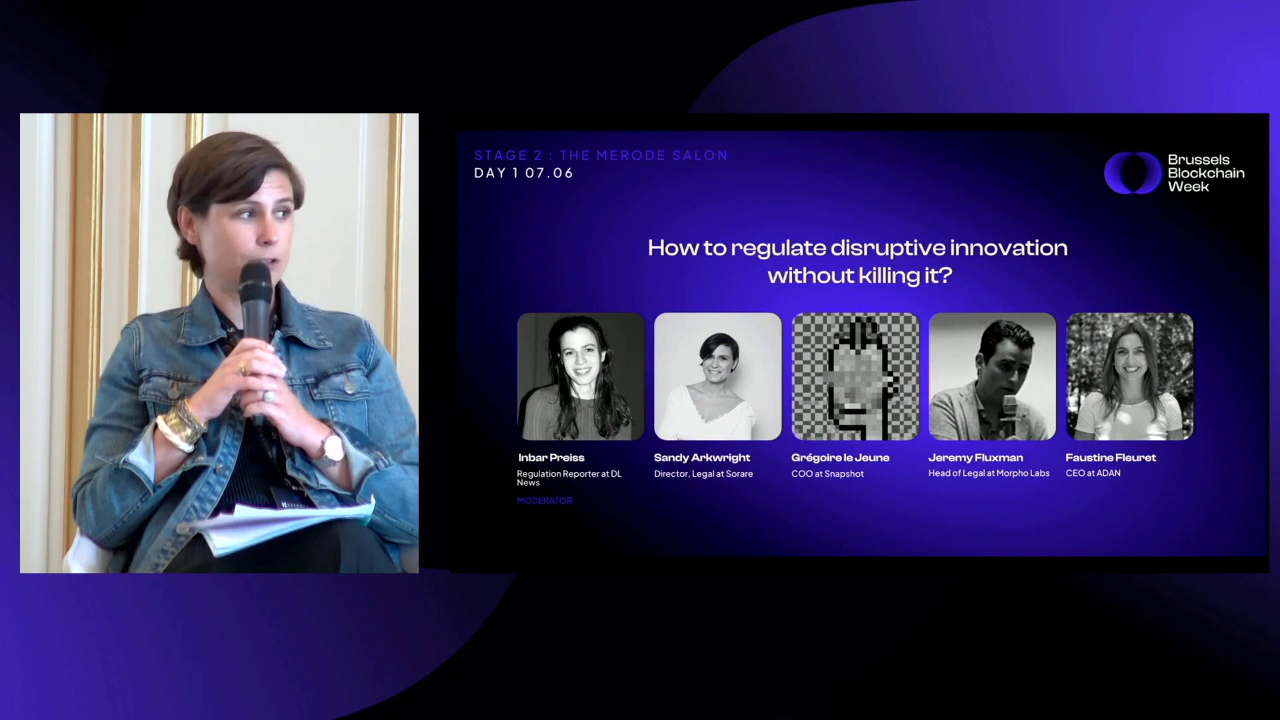 STAGE 2 : THE MERODE SALON
DAY 1 07.06
Brussels
Blockchain
Week
How to regulate disruptive innovation
without killing it?
Inbar Preiss
Regulation Reporter at DL
News
MODERATOR
Sandy Arkwright
Director, Legal at Sorare
Grégoire le Jeune
COO at Snapshot
Jeremy Fluxman
Head of Legal at Morpho Labs
Faustine Fleuret
CEO at ADAN